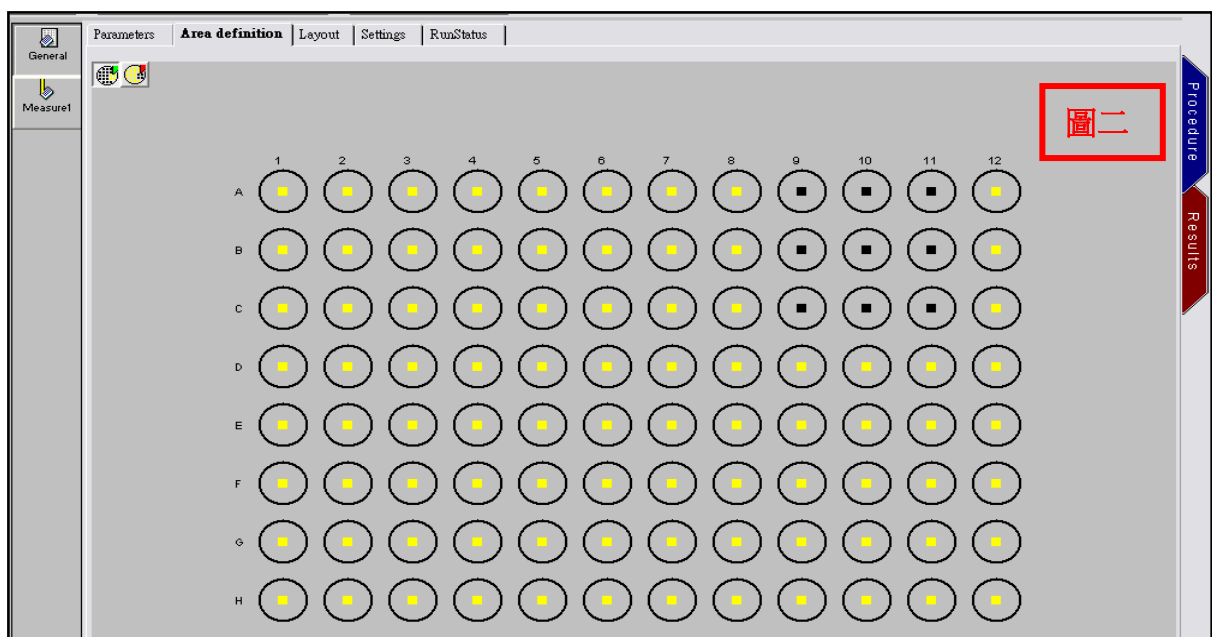 General
Measure1
Parameters Area definition Layout Settings RunStatus
圖二
Procedure
Results
1 2 3 4 5 6 7 8 9 10 11 12
A
B
C
D
E
F
G
H